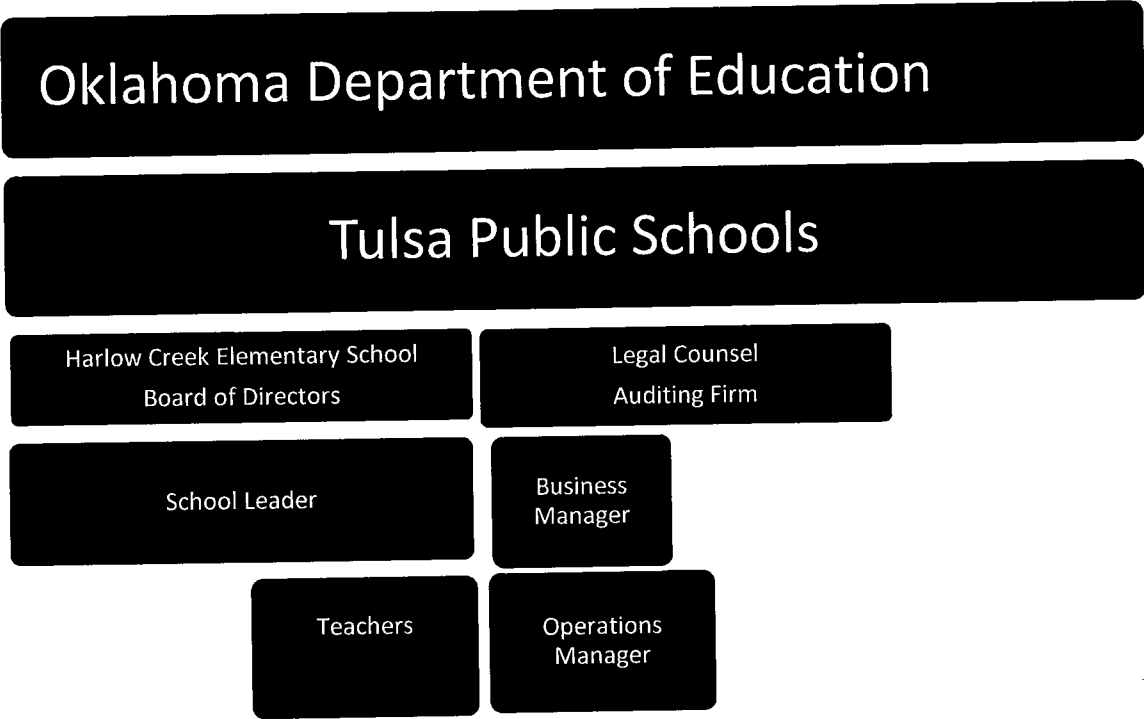 Oklahoma Department of Education
Tulsa Public Schools
Harlow Creek Elementary School
Board of Directors
Legal Counsel
Auditing Firm
School Leader
Business
Manager
Teachers
Operations
Manager